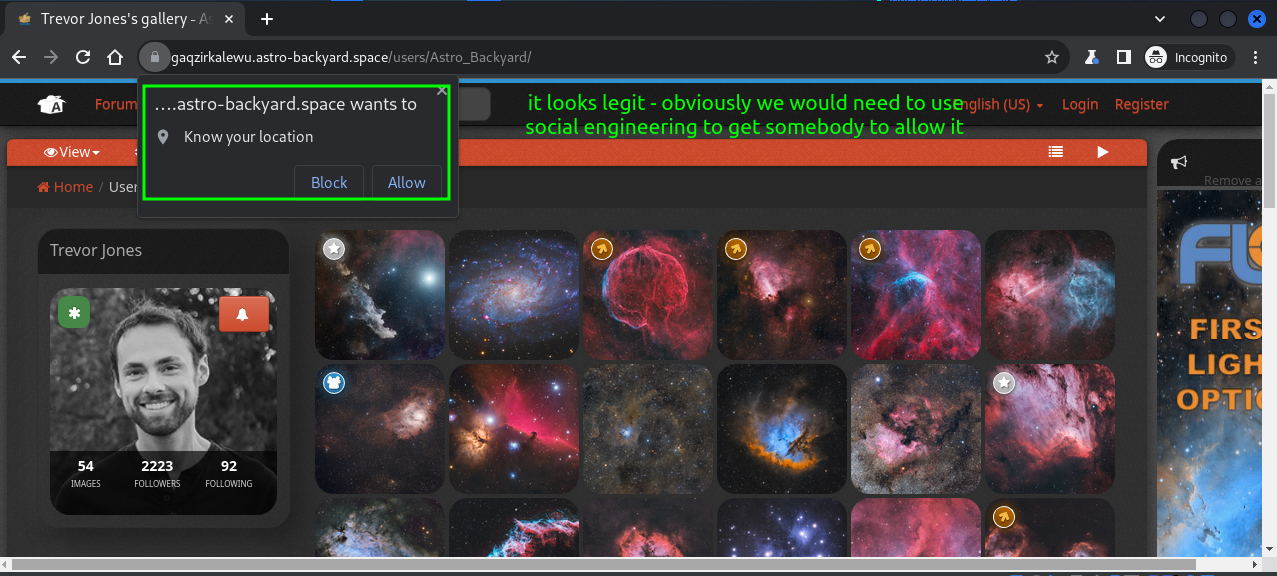 Trevor Jones's gallery - As
gaqzirkalewu.astro-backyard.space/users/Astro_Backyard/
Incognito
....astro-backyard.space wants to
Know your location
Block
Allow
it looks legit - obviously we would need to use
social engineering to get somebody to allow it
A
Forum
English (US)
Login
Register
View
Home / User
Remove a
Trevor Jones
54 2223 92
IMAGES FOLLOWERS FOLLOWING
FIRS
LIGH
OPTIC